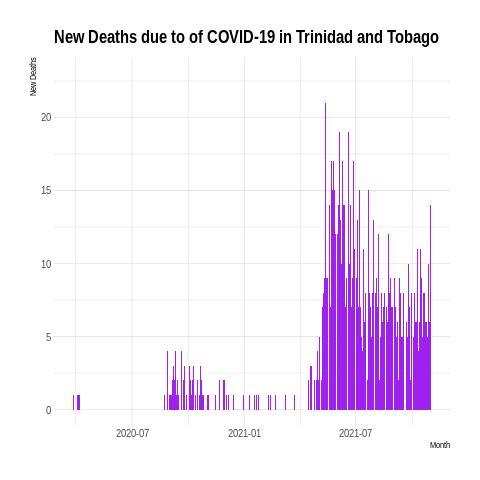 New Deaths due to of COVID-19 in Trinidad and Tobago
New Deaths
20
15
10
5
0
2020-07 2021-01 2021-07
Month